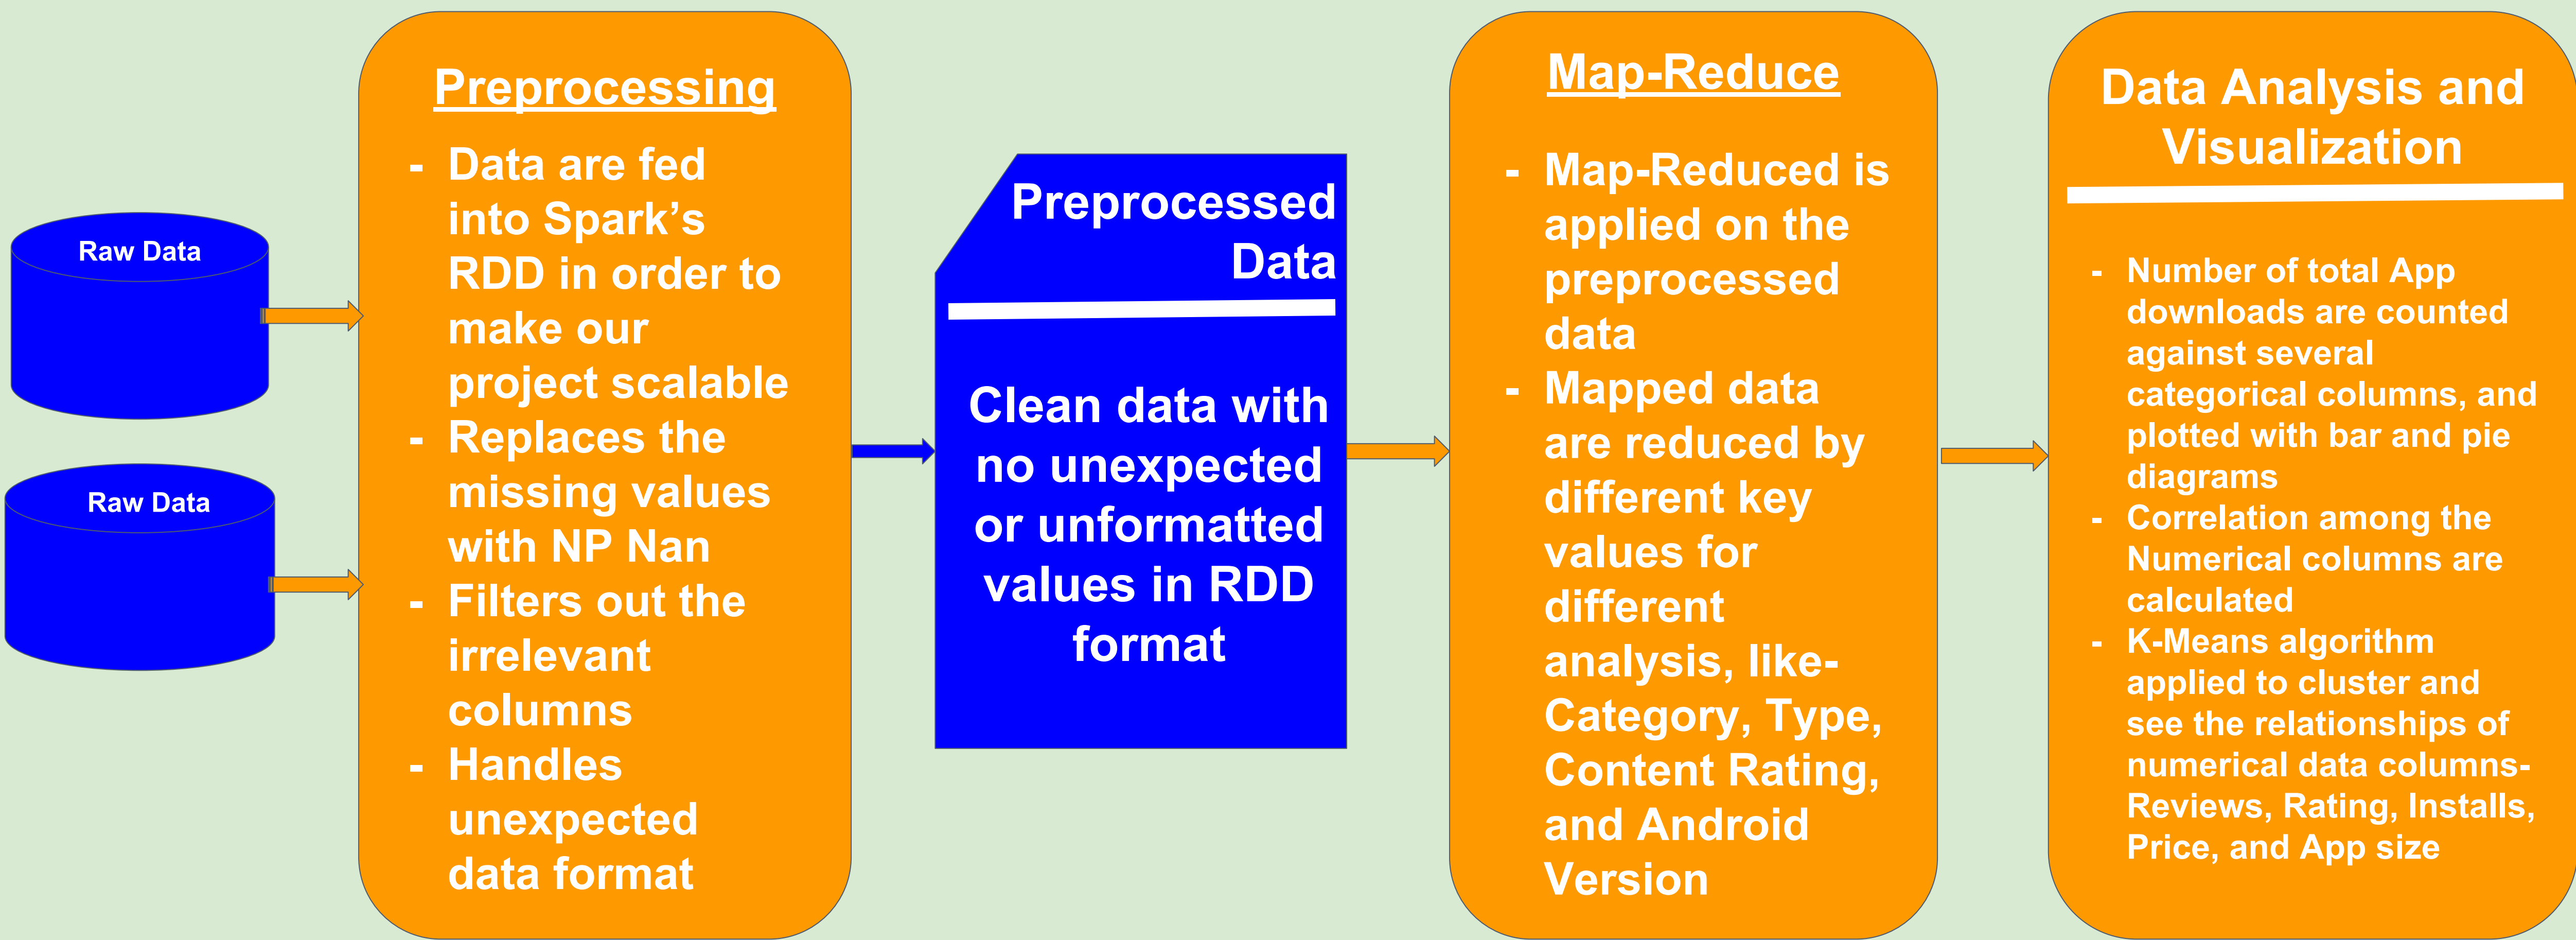 Raw Data
Raw Data
Preprocessing
- Data are fed
into Spark's
RDD in order to
make our
project scalable
- Replaces the
missing values
with NP Nan
- Filters out the
irrelevant
columns
- Handles
unexpected
data format
Preprocessed
Data
Clean data with
no unexpected
or unformatted
values in RDD
format
Map-Reduce
- Map-Reduced is
applied on the
preprocessed
data
- Mapped data
are reduced by
different key
values for
different
analysis, like-
Category, Type,
Content Rating,
and Android
Version
Data Analysis and
Visualization
- Number of total App
downloads are counted
against several
categorical columns, and
plotted with bar and pie
diagrams
- Correlation among the
Numerical columns are
calculated
- K-Means algorithm
applied to cluster and
see the relationships of
numerical data columns-
Reviews, Rating, Installs,
Price, and App size